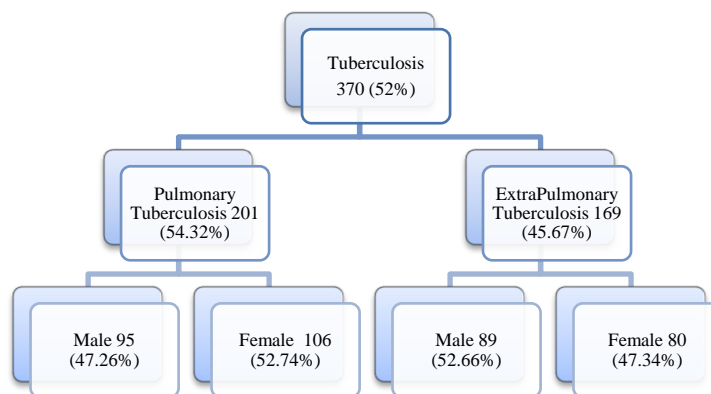 Tuberculosis
370 (52%)
Pulmonary
Tuberculosis 201
(54.32%)
ExtraPulmonary
Tuberculosis 169
(45.67%)
Male 95
(47.26%)
Female 106
(52.74%)
Male 89
(52.66%)
Female 80
(47.34%)